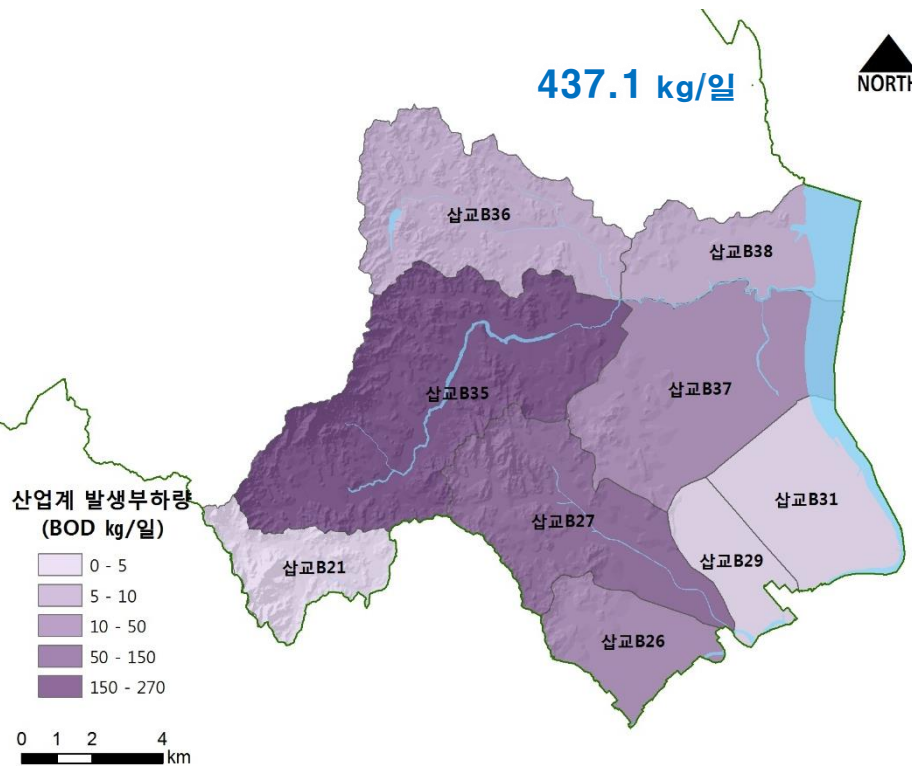 437.1 kg/일
NORTH
삽교B36
삽교B38
삽교B35
삽교B37
삽교B31
삽교B27
삽교B29
삽교B21
삽교B26
산업계 발생부하량
(BOD kg/일)
0 - 5
5 - 10
10 - 50
50 - 150
150 - 270
0 1 2 4
km